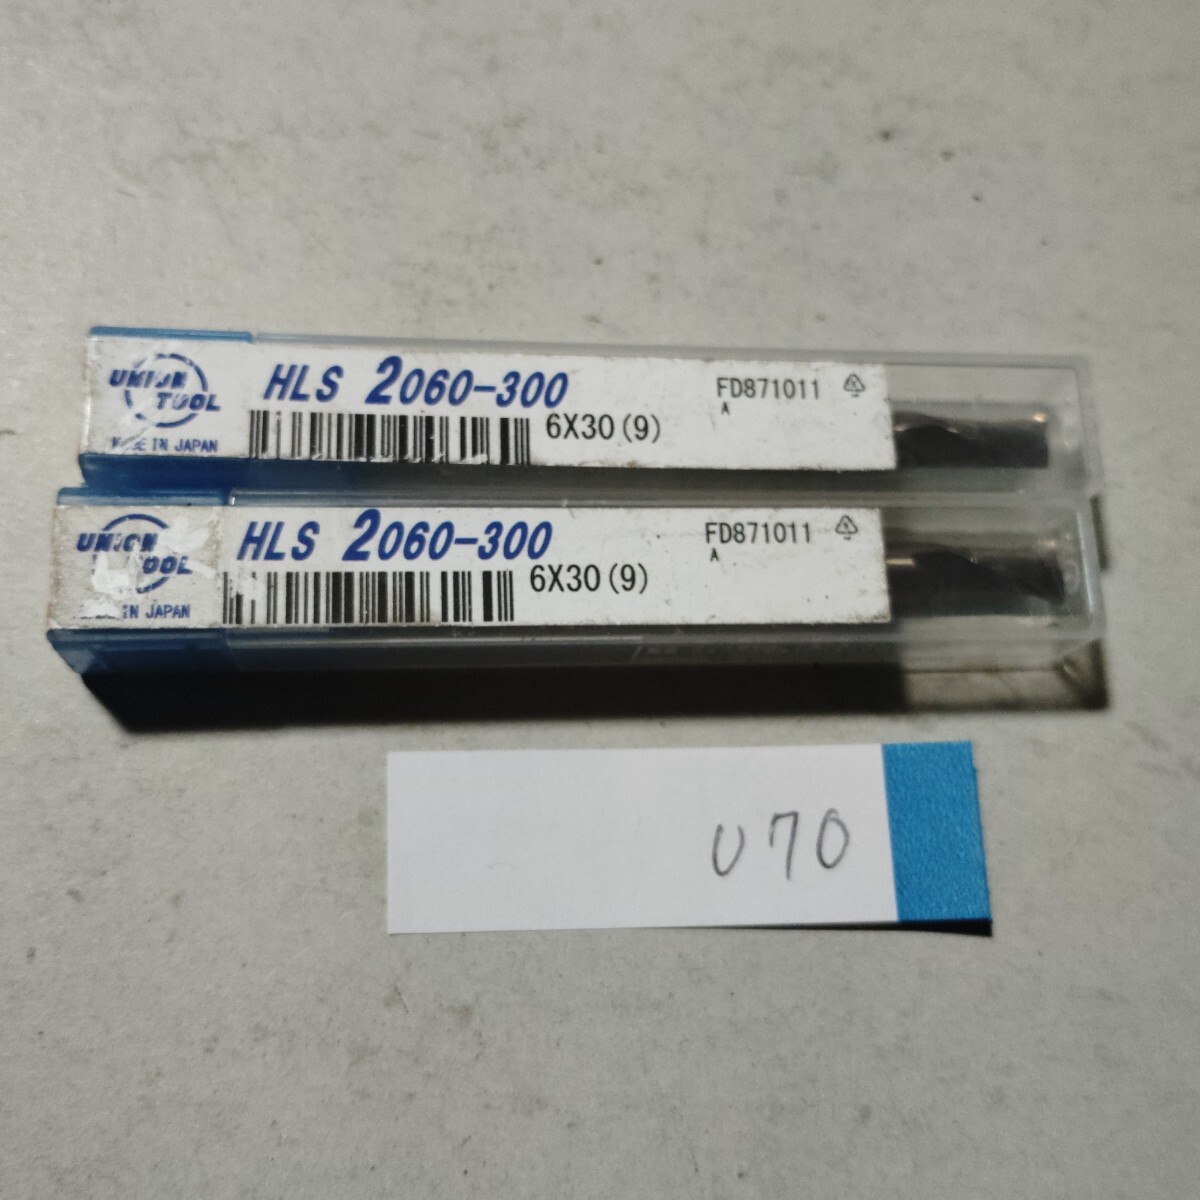 UNION TOOL
MADE IN JAPAN
HLS 2060-300
6X30(9)
FD871011
A
UNION TOOL
MADE IN JAPAN
HLS 2060-300
6X30(9)
FD871011
A
U70